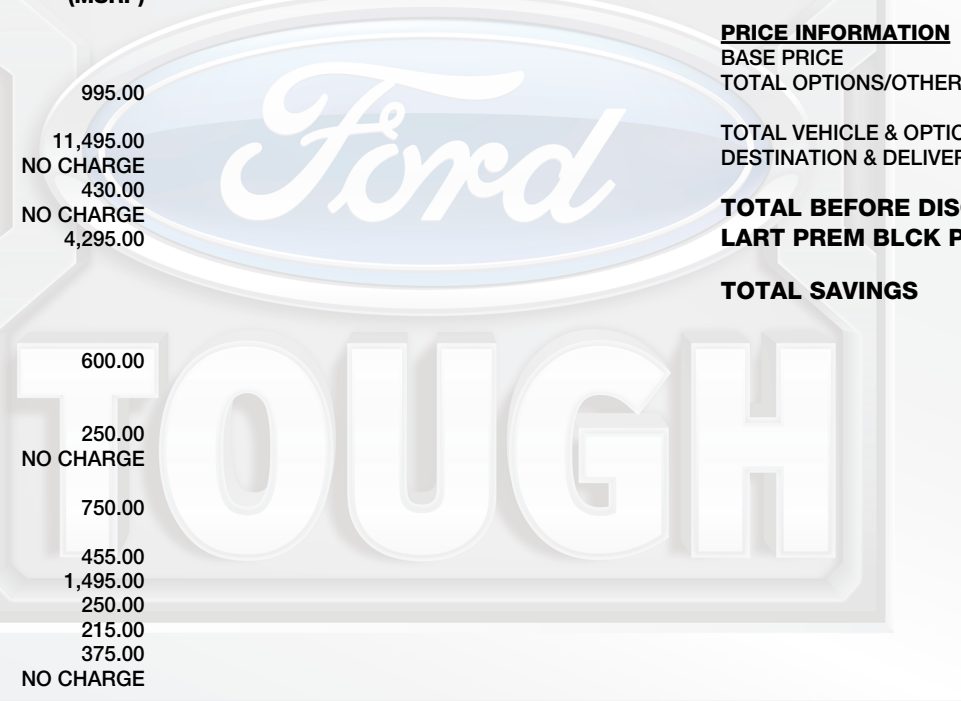 (MSRP)
995.00
11,495.00
NO CHARGE
430.00
NO CHARGE
4,295.00
600.00
250.00
NO CHARGE
750.00
455.00
1,495.00
250.00
215.00
375.00
NO CHARGE
PRICE INFORMATION
BASE PRICE
TOTAL OPTIONS/OTHER
TOTAL VEHICLE & OPTIO
DESTINATION & DELIVER
TOTAL BEFORE DISC
LART PREM BLCK P
TOTAL SAVINGS
Ford
TOUGH